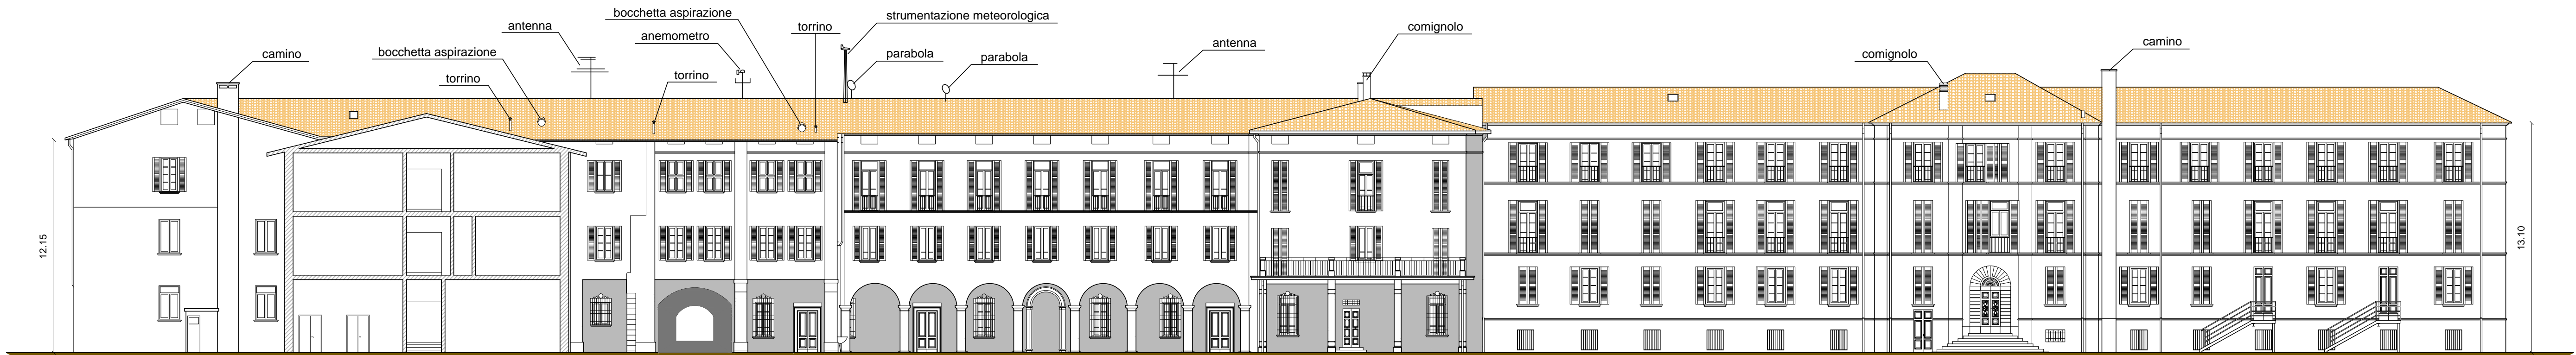 camino
bocchetta aspirazione
torrino
antenna
bocchetta aspirazione
anemometro
torrino
torrino
strumentazione meteorologica
parabola
parabola
antenna
comignolo
comignolo
camino
12.15
13.10